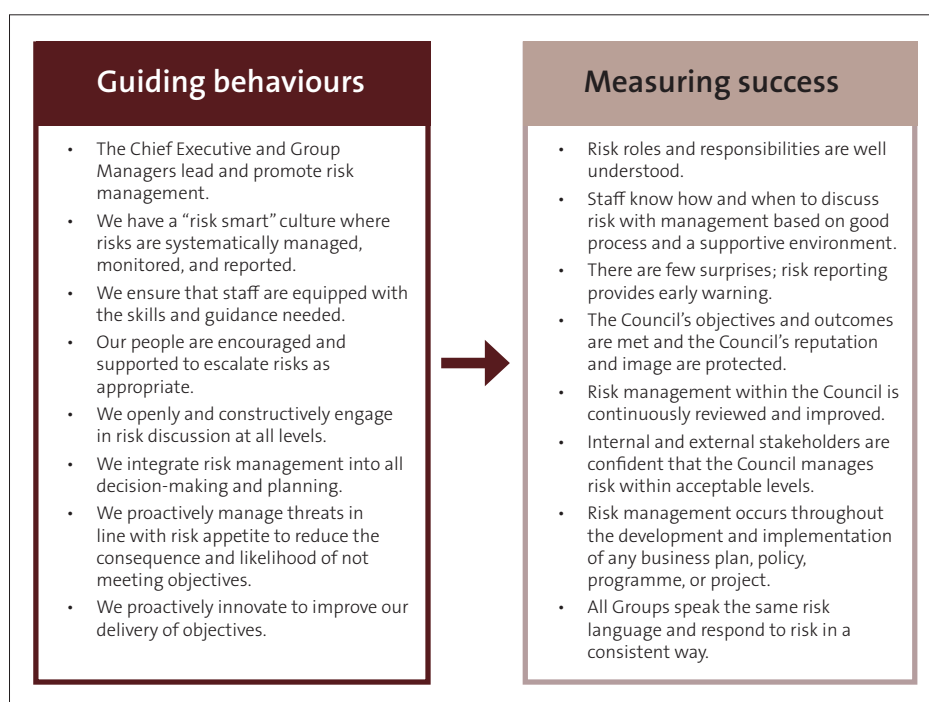 Guiding behaviours
• The Chief Executive and Group
Managers lead and promote risk
management.
• We have a “risk smart” culture where
risks are systematically managed,
monitored, and reported.
• We ensure that staff are equipped with
the skills and guidance needed.
• Our people are encouraged and
supported to escalate risks as
appropriate.
• We openly and constructively engage
in risk discussion at all levels.
• We integrate risk management into all
decision-making and planning.
• We proactively manage threats in
line with risk appetite to reduce the
consequence and likelihood of not
meeting objectives.
• We proactively innovate to improve our
delivery of objectives.
Measuring success
• Risk roles and responsibilities are well
understood.
• Staff know how and when to discuss
risk with management based on good
process and a supportive environment.
• There are few surprises; risk reporting
provides early warning.
• The Council’s objectives and outcomes
are met and the Council’s reputation
and image are protected.
• Risk management within the Council is
continuously reviewed and improved.
• Internal and external stakeholders are
confident that the Council manages
risk within acceptable levels.
• Risk management occurs throughout
the development and implementation
of any business plan, policy,
programme, or project.
• All Groups speak the same risk
language and respond to risk in a
consistent way.